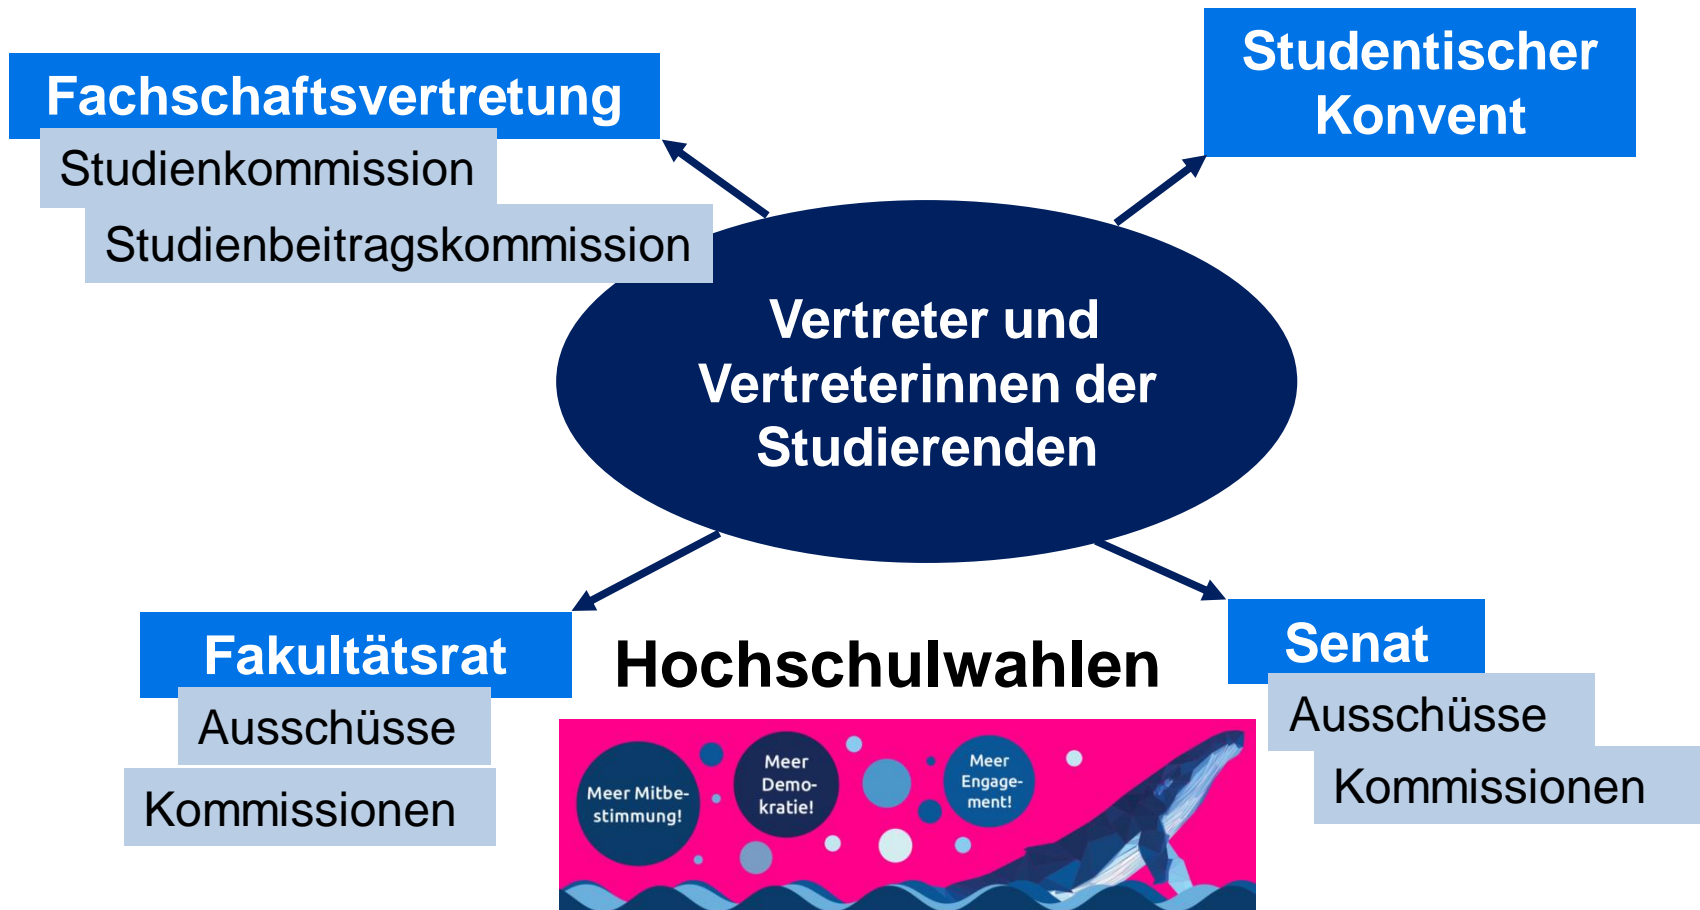 Fachschaftsvertretung
Studienkommission
Studienbeitragskommission
Studentischer
Konvent
Vertreter und
Vertreterinnen der
Studierenden
Fakultätsrat
Ausschüsse
Kommissionen
Hochschulwahlen
Meer Mitbe-
stimmung!
Meer
Demo-
kratie!
Meer
Engage-
ment!
Senat
Ausschüsse
Kommissionen